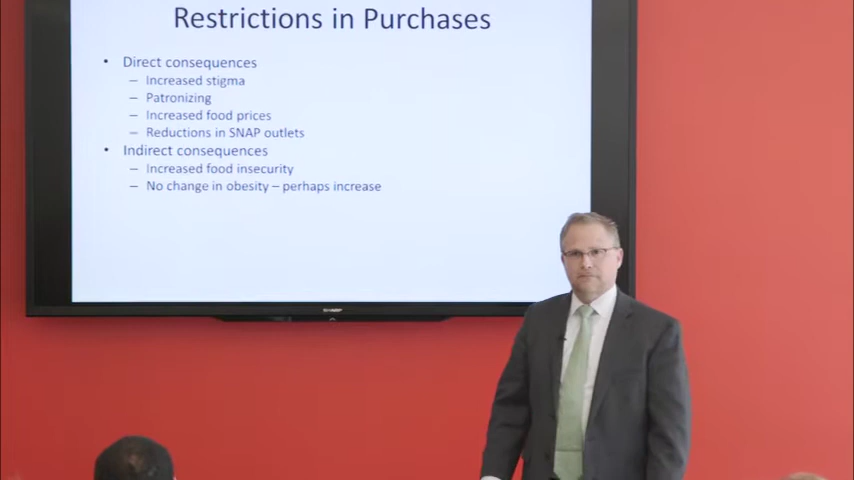 Restrictions in Purchases
• Direct consequences
– Increased stigma
– Patronizing
– Increased food prices
– Reductions in SNAP outlets
• Indirect consequences
– Increased food insecurity
– No change in obesity – perhaps increase
SHARP